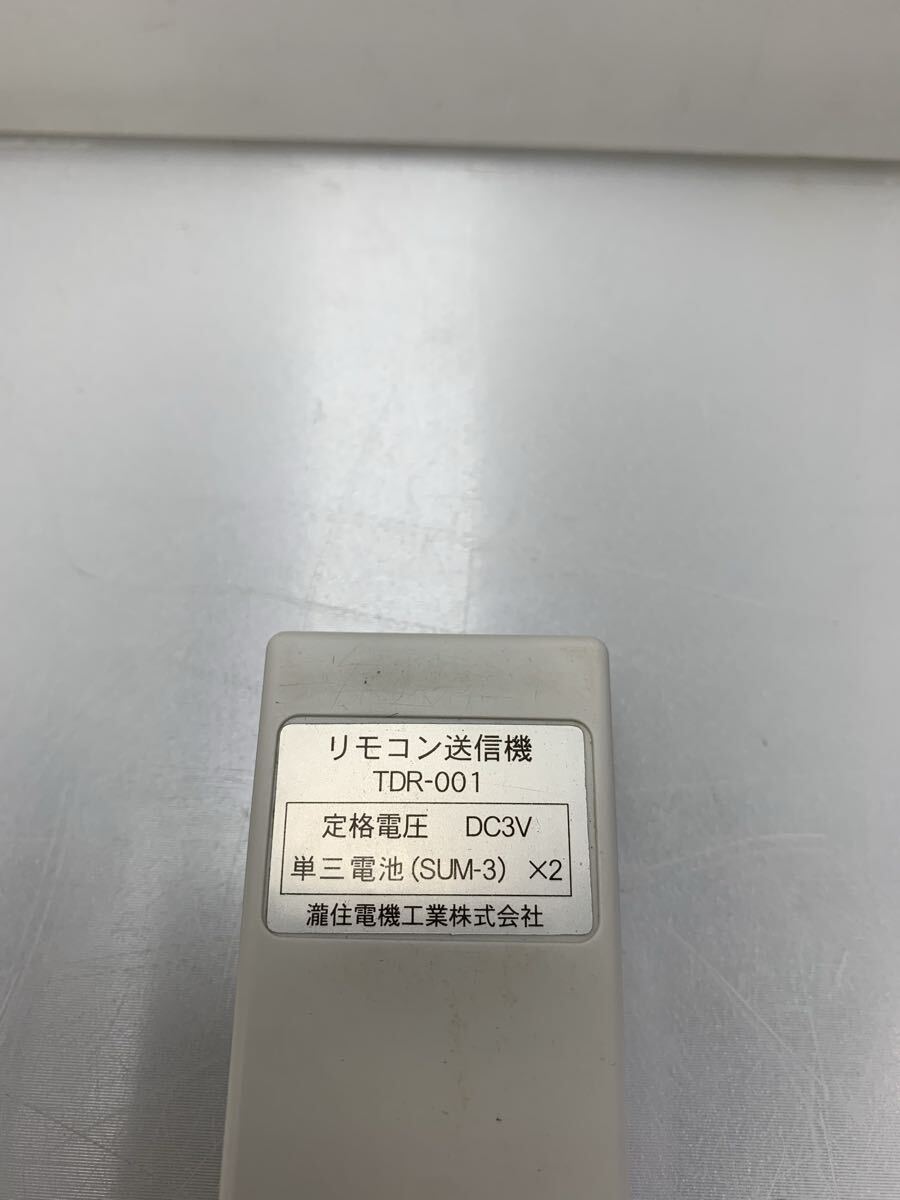 リモコン送信機
TDR-001
定格電圧 DC3V
単三電池(SUM-3) ×2
瀧住電機工業株式会社